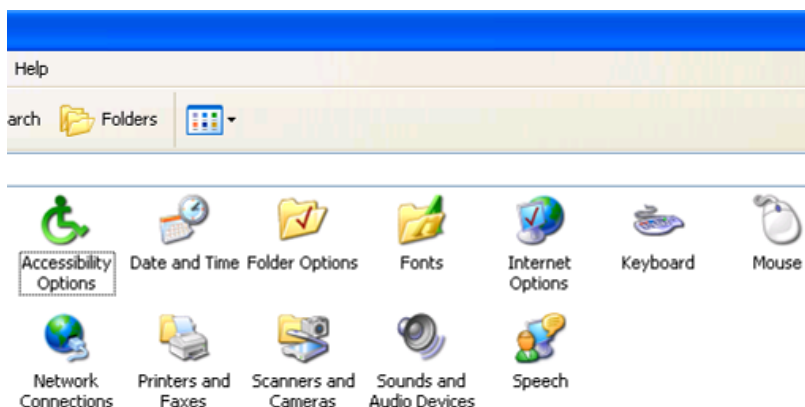 Help
arch Folders
Accessibility Options
Date and Time
Folder Options
Fonts
Internet Options
Keyboard
Mouse
Network Connections
Printers and Faxes
Scanners and Cameras
Sounds and Audio Devices
Speech